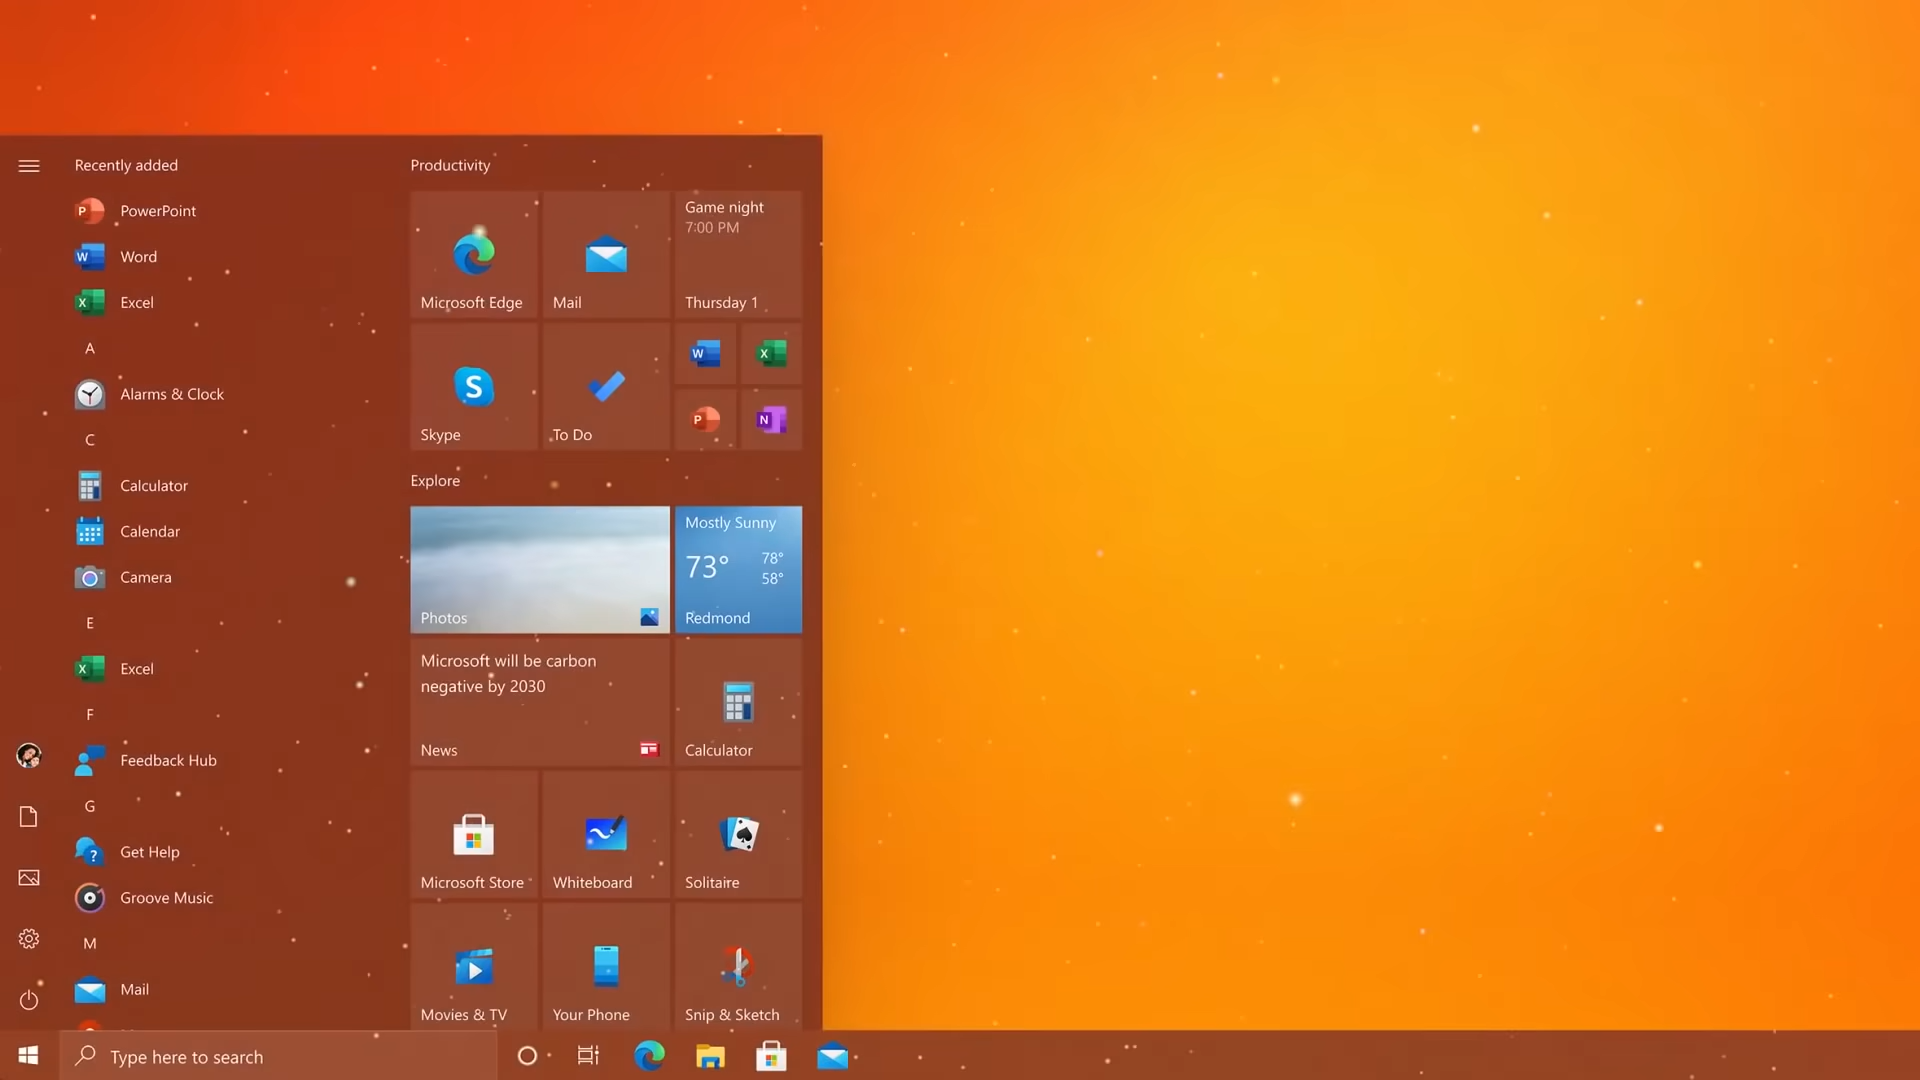 Recently added
PowerPoint
Word
Excel
A
Alarms & Clock
C
Calculator
Calendar
Camera
E
Excel
F
Feedback Hub
G
Get Help
Groove Music
M
Mail
Productivity
Microsoft Edge
Mail
Game night
7:00 PM
Thursday 1
Skype
To Do
Explore
Photos
Mostly Sunny
73°
78°
58°
Redmond
Microsoft will be carbon
negative by 2030
News
Calculator
Microsoft Store
Whiteboard
Solitaire
Movies & TV
Your Phone
Snip & Sketch
Type here to search